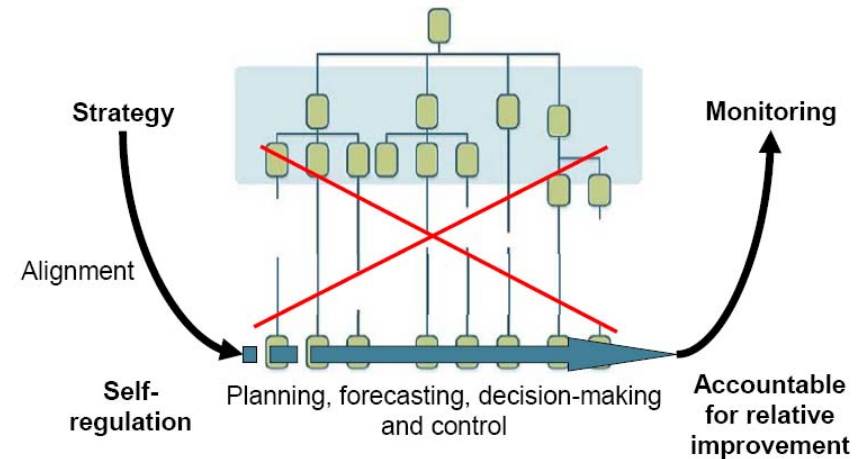 Strategy
Monitoring
Alignment
Self-
regulation
Planning, forecasting, decision-making
and control
Accountable
for relative
improvement